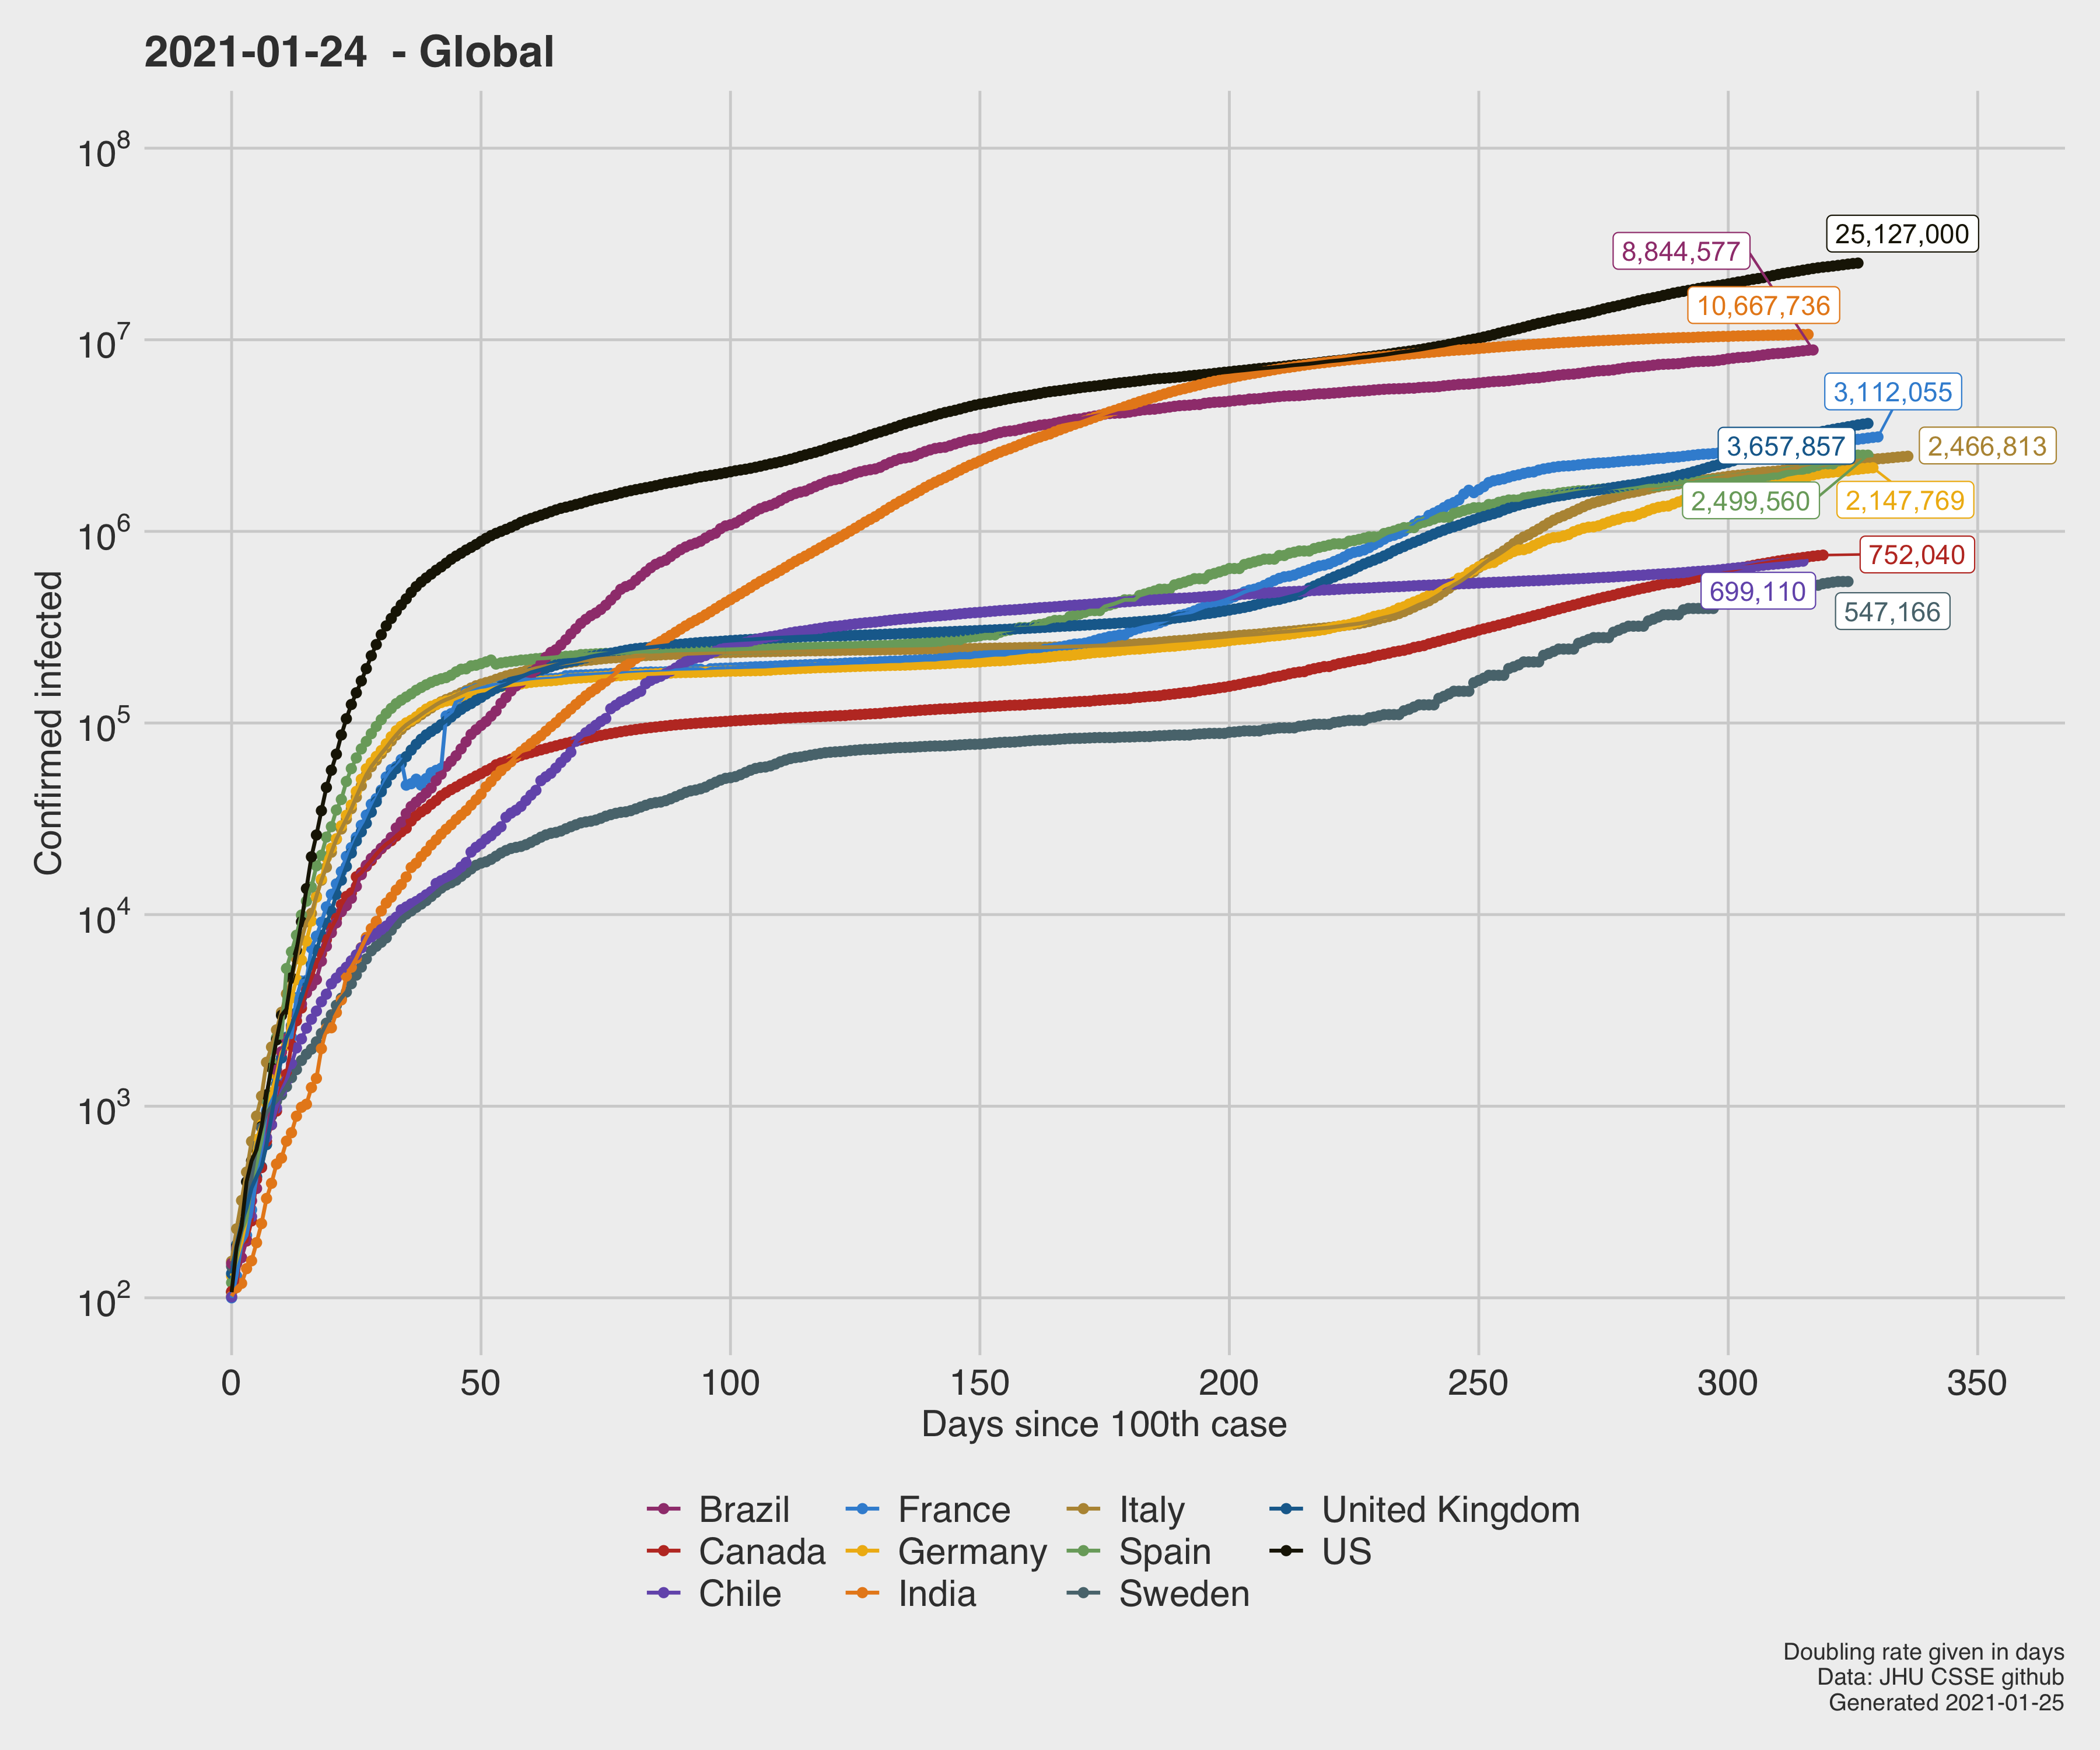 2021-01-24 - Global
Confirmed infected
10^8
10^7
10^6
10^5
10^4
10^3
10^2
25,127,000
8,844,577
10,667,736
3,112,055
3,657,857
2,466,813
2,499,560
2,147,769
752,040
699,110
547,166
0 50 100 150 200 250 300 350
Days since 100th case
Brazil France Italy United Kingdom
Canada Germany Spain US
Chile India Sweden
Doubling rate given in days
Data: JHU CSSE github
Generated 2021-01-25